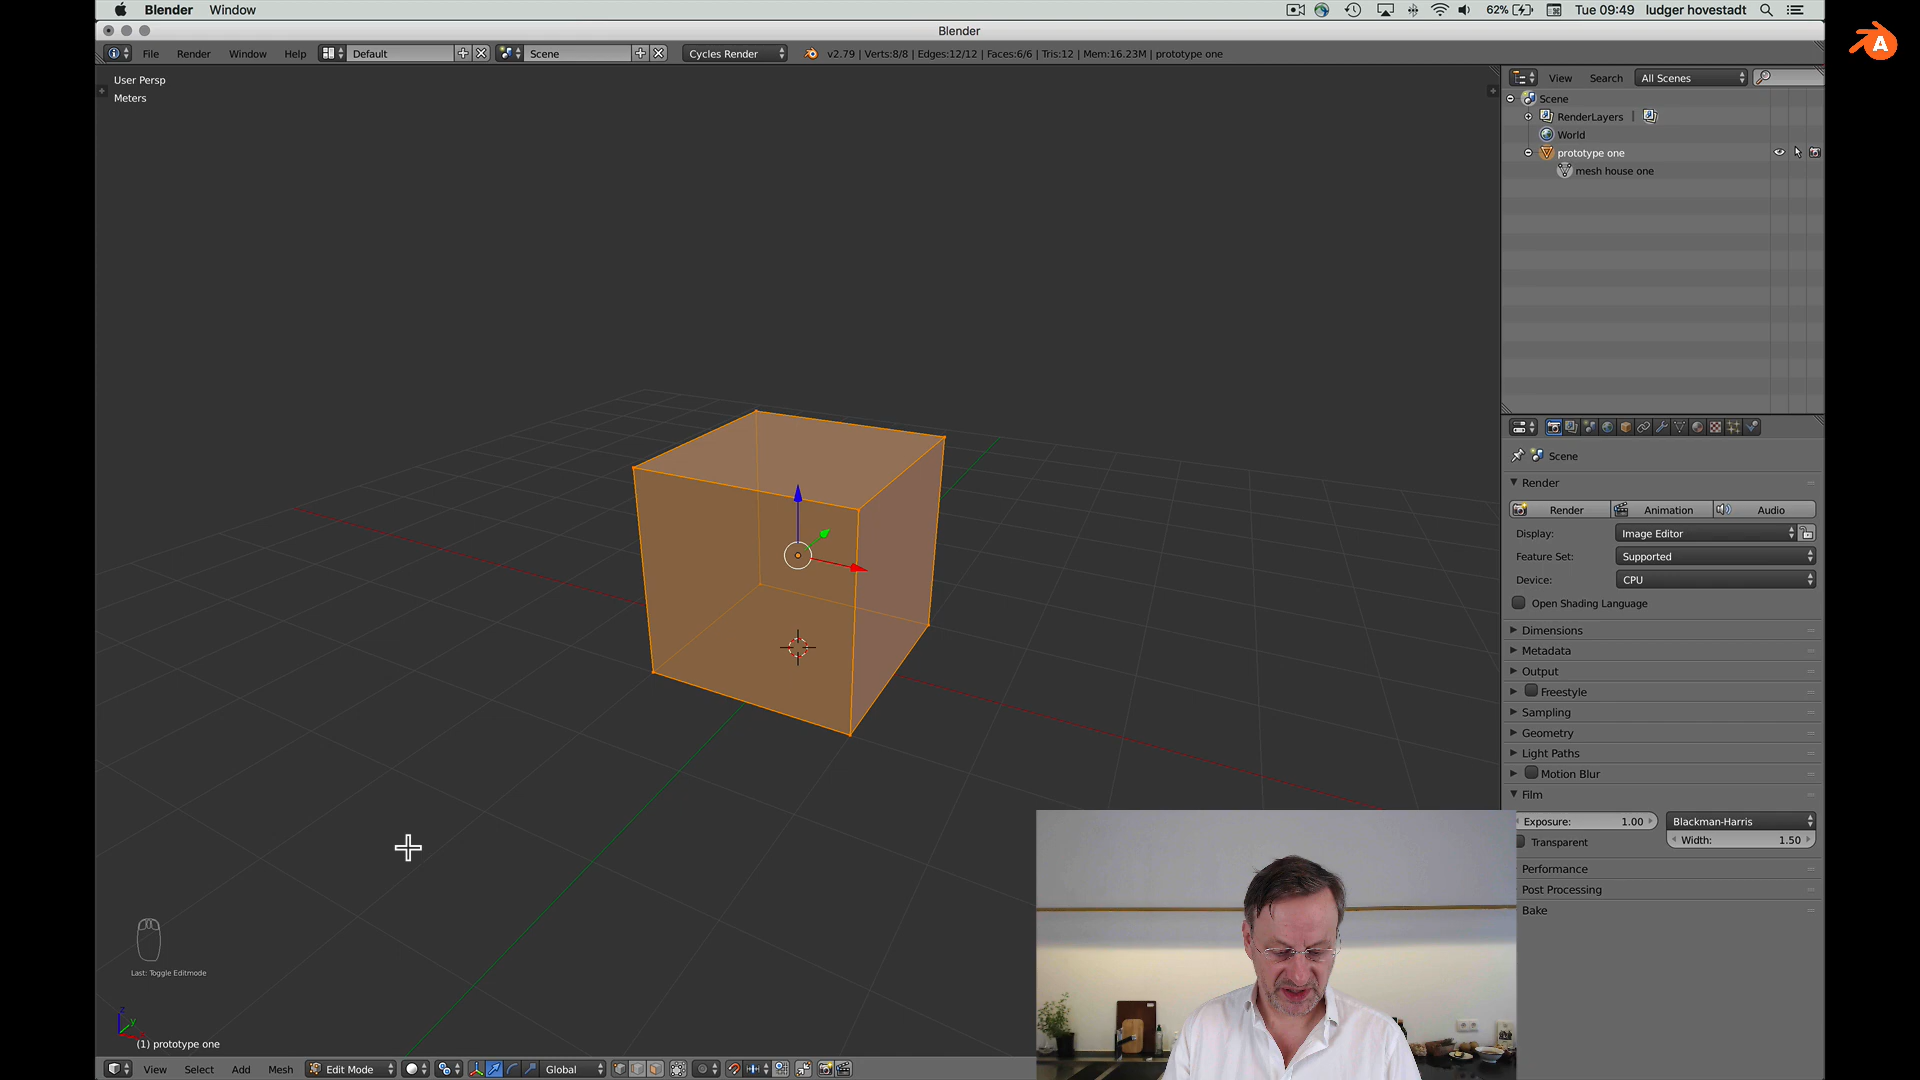 Blender Window
62% Tue 09:49 ludger hovestadt
Blender
File Render Window Help Default Scene Cycles Render v2.79 | Verts:8/8 | Edges:12/12 | Faces:6/6 | Tris:12 | Mem:16.23M | prototype one
A
User Persp
Meters
View Search All Scenes
Scene
RenderLayers
World
prototype one
mesh house one
Scene
Render
Render Animation Audio
Display: Image Editor
Feature Set: Supported
Device: CPU
Open Shading Language
Dimensions
Metadata
Output
Freestyle
Sampling
Geometry
Light Paths
Motion Blur
Film
Exposure: 1.00 Blackman-Harris
Transparent Width: 1.50
Performance
Post Processing
Bake
Last: Toggle Editmode
z
y
(1) prototype one
View Select Add Mesh Edit Mode Global